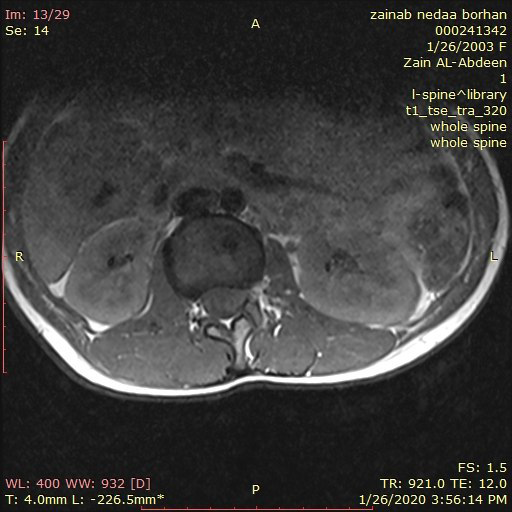 Im: 13/29
Se: 14
A
zainab nedaa borhan
000241342
1/26/2003 F
Zain AL-Abdeen
1
l-spine^library
t1_tse_tra_320
whole spine
whole spine
R
L
WL: 400 WW: 932 [D]
T: 4.0mm L: -226.5mm*
P
FS: 1.5
TR: 921.0 TE: 12.0
1/26/2020 3:56:14 PM